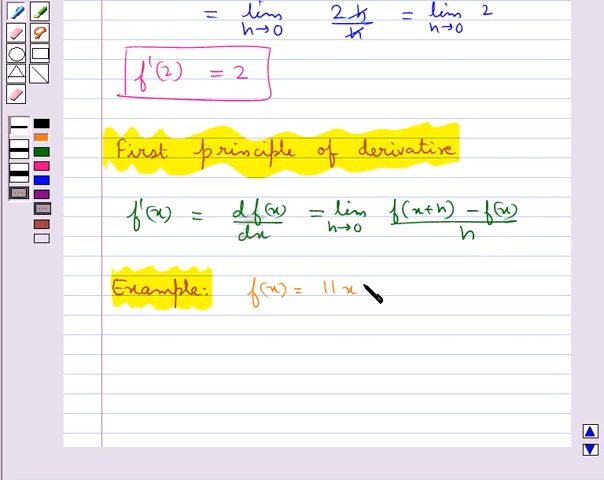 = lim h→0 2h/h = lim h→0 2
f'(2) = 2
First principle of derivative
f'(x) = df(x)/dx = lim h→0 f(x+h) - f(x)/h
Example: f(x) = 11x